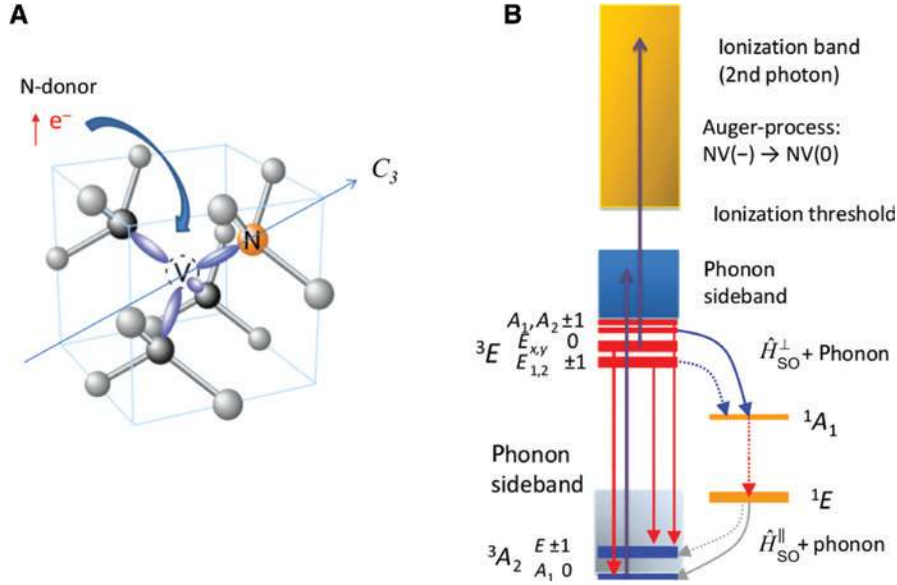 A
N-donor
e⁻
C₃
N
V
B
Ionization band
(2nd photon)
Auger-process:
NV(−) → NV(0)
Ionization threshold
Phonon
sideband
A₁,A₂ ±1
³E Eₓ,ᵧ 0
E₁,₂ ±1
Ĥ⊥SO + Phonon
¹A₁
Phonon
sideband
¹E
³A₂ E ±1
A₁ 0
Ĥ∥SO + phonon